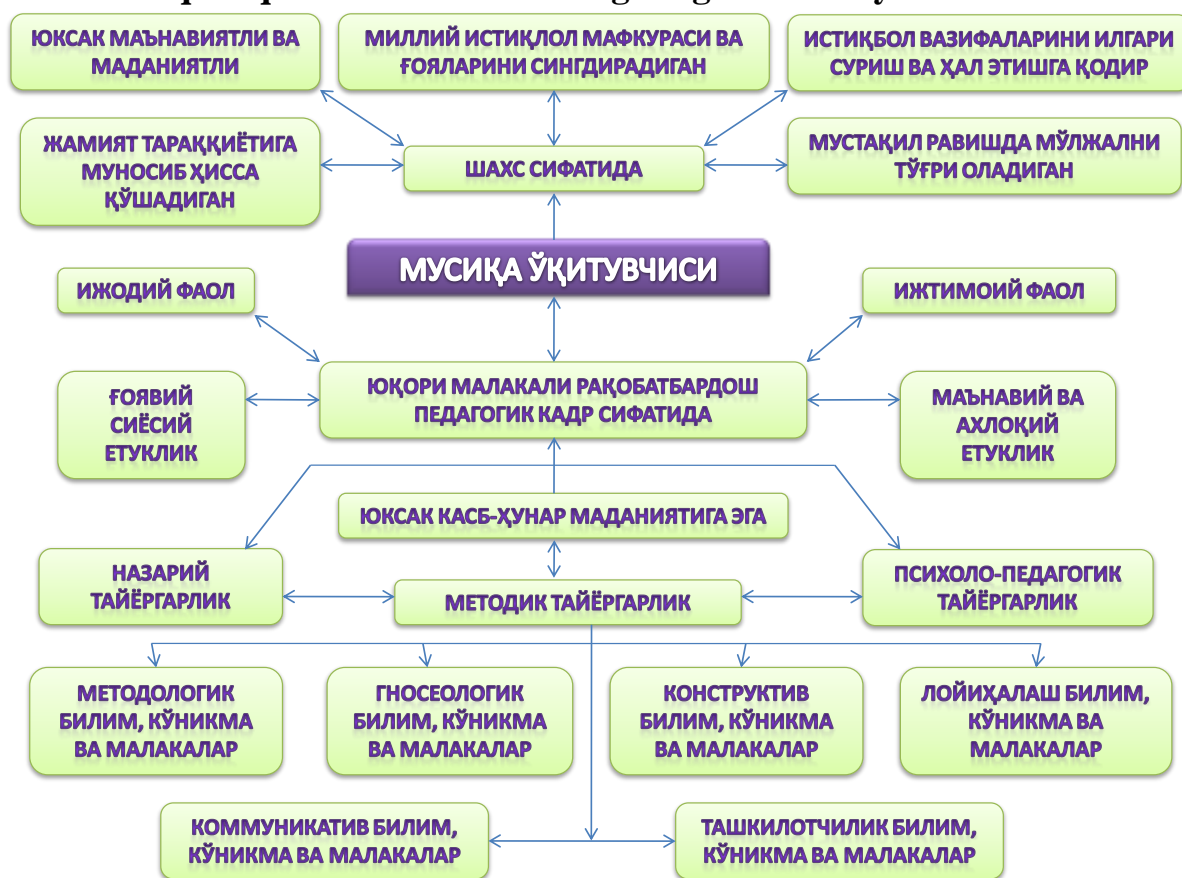 ЮКСАК МАЪНАВИЯТЛИ ВА
МАДАНИЯТЛИ
МИЛЛИЙ ИСТИҚЛОЛ МАФКУРАСИ ВА
ҒОЯЛАРИНИ СИНГДИРАДИГАН
ИСТИҚБОЛ ВАЗИФАЛАРИНИ ИЛГАРИ
СУРИШ ВА ҲАЛ ЭТИШГА ҚОДИР
ЖАМИЯТ ТАРАҚҚИЁТИГА
МУНОСИБ ҲИССА
ҚЎШАДИГАН
ШАХС СИФАТИДА
МУСТАҚИЛ РАВИШДА МЎЛЖАЛНИ
ТЎҒРИ ОЛАДИГАН
МУСИҚА ЎҚИТУВЧИСИ
ИЖОДИЙ ФАОЛ
ИЖТИМОИЙ ФАОЛ
ҒОЯВИЙ
СИЁСИЙ
ЕТУКЛИК
ЮҚОРИ МАЛАКАЛИ РАҚОБАТБАРДОШ
ПЕДАГОГИК КАДР СИФАТИДА
МАЪНАВИЙ ВА
АХЛОҚИЙ
ЕТУКЛИК
ЮКСАК КАСБ-ҲУНАР МАДАНИЯТИГА ЭГА
НАЗАРИЙ
ТАЙЁРГАРЛИК
МЕТОДИК ТАЙЁРГАРЛИК
ПСИХОЛО-ПЕДАГОГИК
ТАЙЁРГАРЛИК
МЕТОДОЛОГИК
БИЛИМ, КЎНИКМА
ВА МАЛАКАЛАР
ГНОСЕОЛОГИК
БИЛИМ, КЎНИКМА
ВА МАЛАКАЛАР
КОНСТРУКТИВ
БИЛИМ, КЎНИКМА
ВА МАЛАКАЛАР
ЛОЙИҲАЛАШ БИЛИМ,
КЎНИКМА ВА
МАЛАКАЛАР
КОММУНИКАТИВ БИЛИМ,
КЎНИКМА ВА МАЛАКАЛАР
ТАШКИЛОТЧИЛИК БИЛИМ,
КЎНИКМА ВА МАЛАКАЛАР